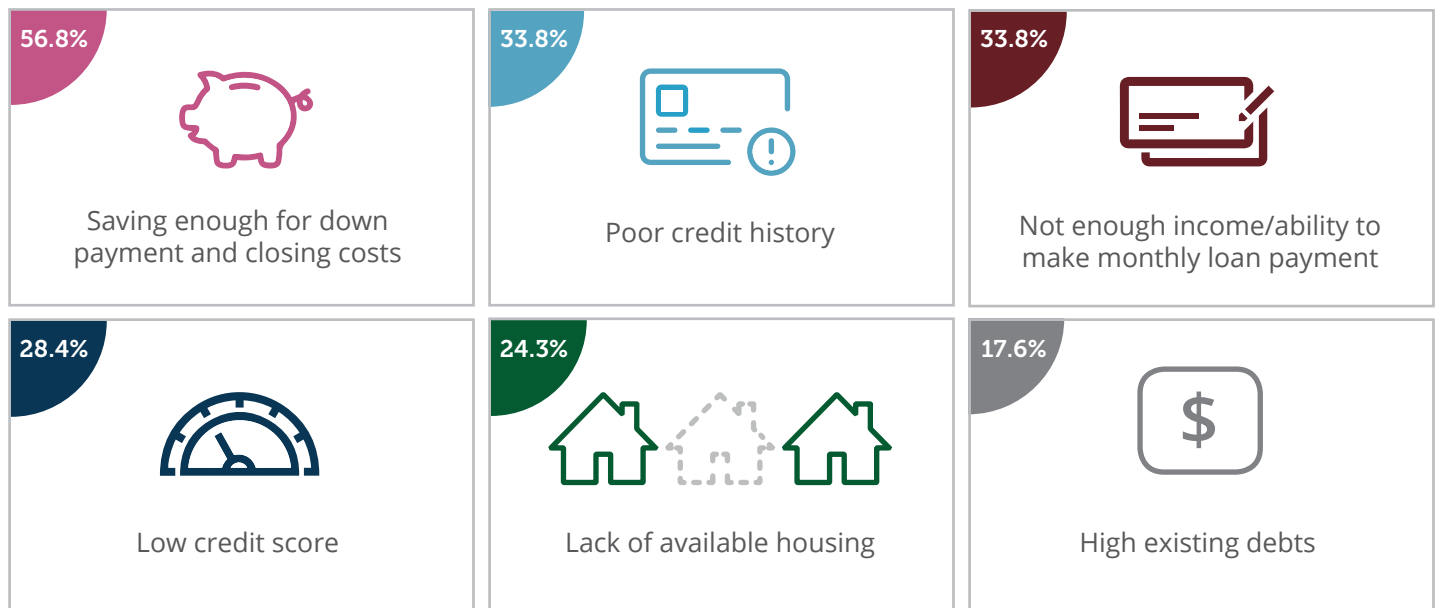 56.8%
Saving enough for down
payment and closing costs
33.8%
Poor credit history
33.8%
Not enough income/ability to
make monthly loan payment
28.4%
Low credit score
24.3%
Lack of available housing
17.6%
$
High existing debts